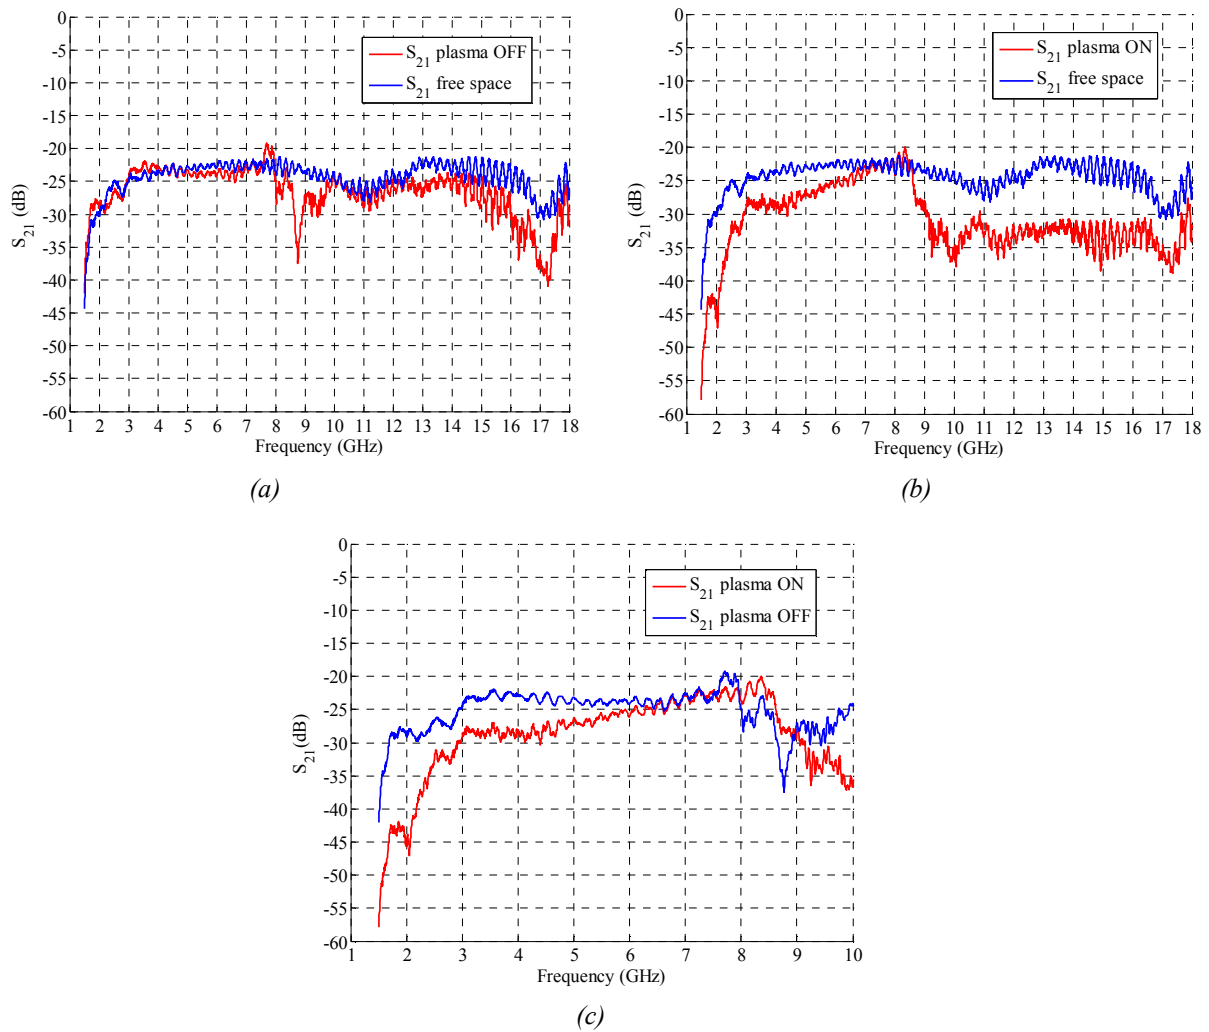 0
-5
-10
-15
-20
-25
-30
-35
-40
-45
-50
-55
-60
S21 (dB)
S21 plasma OFF
S21 free space
1 2 3 4 5 6 7 8 9 10 11 12 13 14 15 16 17 18
Frequency (GHz)
(a)
0
-5
-10
-15
-20
-25
-30
-35
-40
-45
-50
-55
-60
S21 (dB)
S21 plasma ON
S21 free space
1 2 3 4 5 6 7 8 9 10 11 12 13 14 15 16 17 18
Frequency (GHz)
(b)
0
-5
-10
-15
-20
-25
-30
-35
-40
-45
-50
-55
-60
S21 (dB)
S21 plasma ON
S21 plasma OFF
1 2 3 4 5 6 7 8 9 10
Frequency (GHz)
(c)